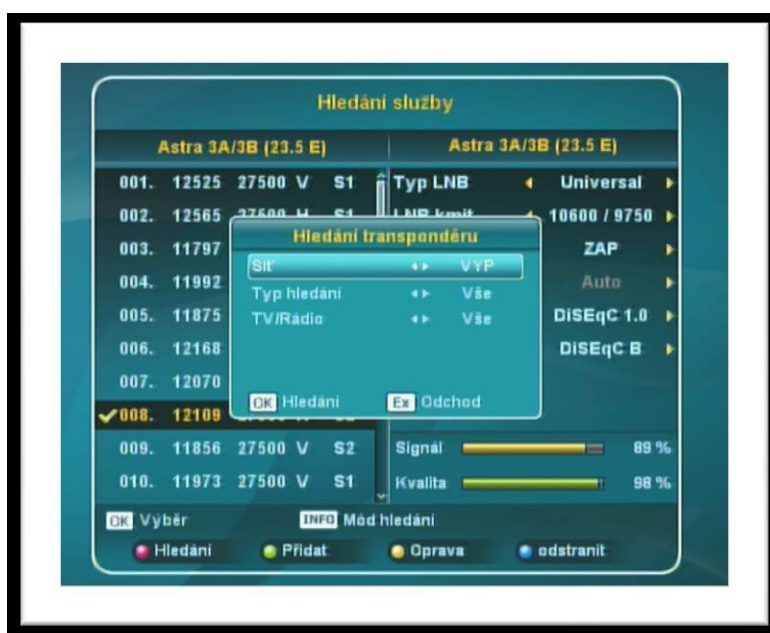 Hledání služby
Astra 3A/3B (23.5 E)
Astra 3A/3B (23.5 E)
001. 12525 27500 V S1
002. 12565 27500 H S1
003. 11797
004. 11992
005. 11875
006. 12168
007. 12070
008. 12109
009. 11856 27500 V S2
010. 11973 27500 V S1
Typ LNB Universal
LNB kmit 10600 / 9750
ZAP
Auto
DiSEqC 1.0
DiSEqC B
Hledání transpondéru
Síť VYP
Typ hledání Vše
TV/Rádio Vše
OK Hledání Ex Odchod
Signál 89 %
Kvalita 98 %
OK Výběr INFO Mód hledání
Hledání Přidat Oprava odstranit